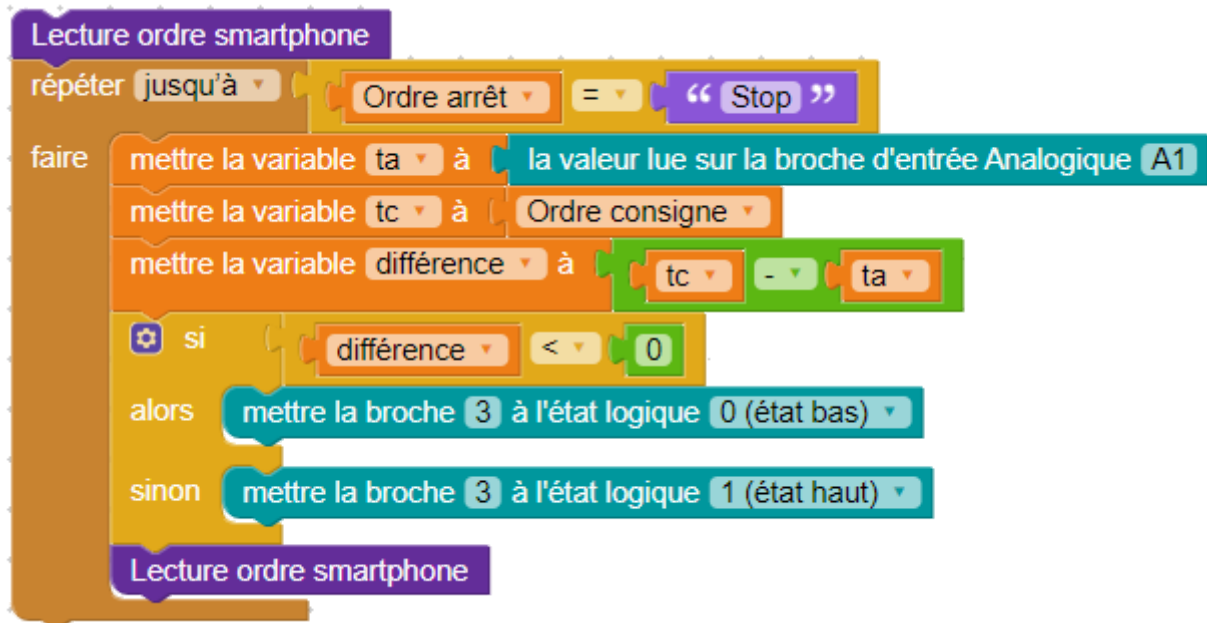 Lecture ordre smartphone
répéter jusqu'à Ordre arrêt = “ Stop ”
faire mettre la variable ta à la valeur lue sur la broche d'entrée Analogique A1
mettre la variable tc à Ordre consigne
mettre la variable différence à tc - ta
si différence < 0
alors mettre la broche 3 à l'état logique 0 (état bas)
sinon mettre la broche 3 à l'état logique 1 (état haut)
Lecture ordre smartphone